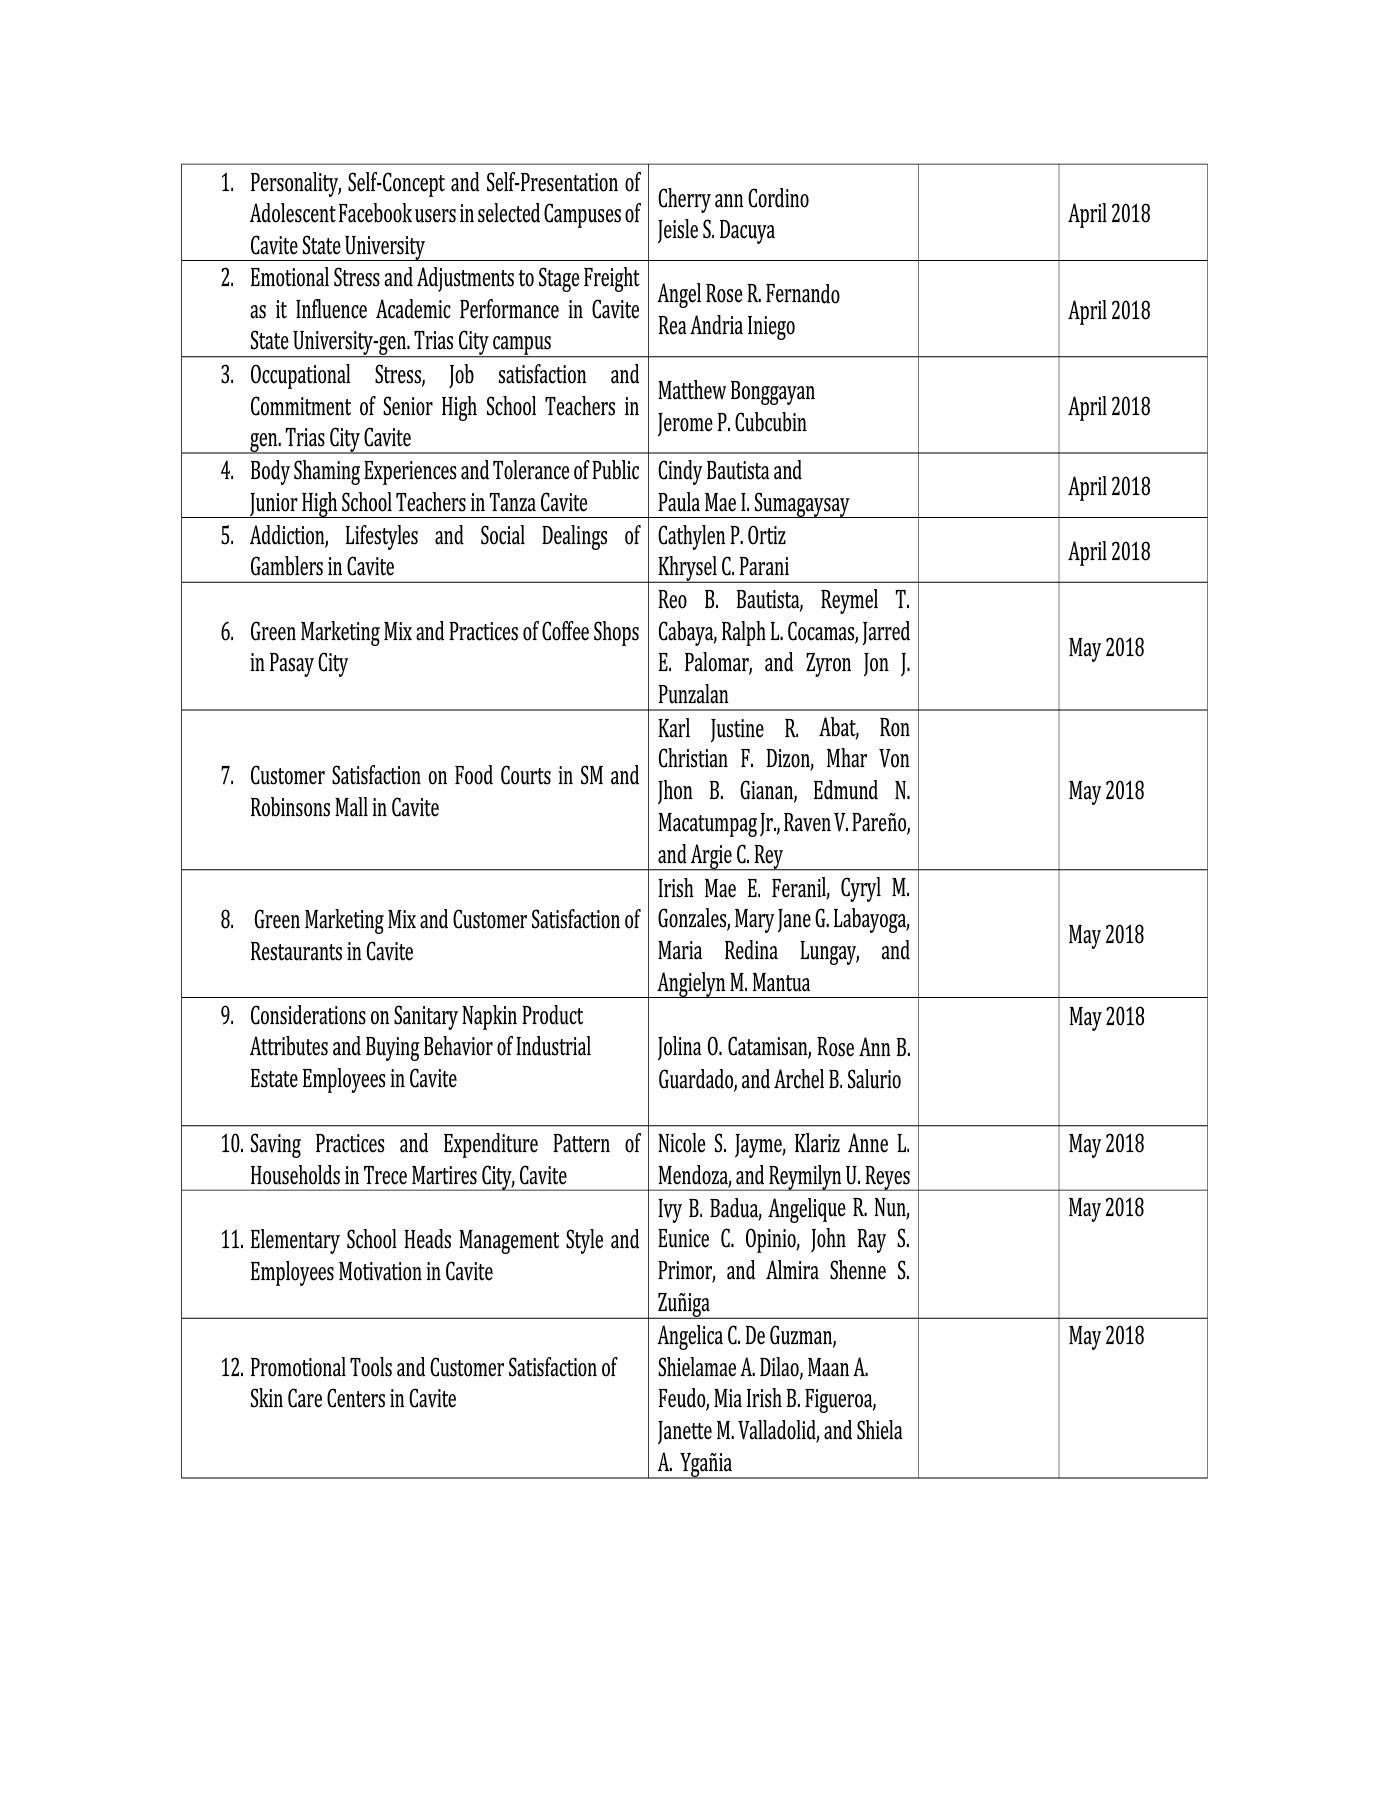 1. Personality, Self-Concept and Self-Presentation of
Adolescent Facebook users in selected Campuses of
Cavite State University
Cherry ann Cordino
Jeisle S. Dacuya
April 2018
2. Emotional Stress and Adjustments to Stage Freight
as it Influence Academic Performance in Cavite
State University-gen. Trias City campus
Angel Rose R. Fernando
Rea Andria Iniego
April 2018
3. Occupational Stress, Job satisfaction and
Commitment of Senior High School Teachers in
gen. Trias City Cavite
Matthew Bonggayan
Jerome P. Cubcubin
April 2018
4. Body Shaming Experiences and Tolerance of Public
Junior High School Teachers in Tanza Cavite
Cindy Bautista and
Paula Mae I. Sumagaysay
April 2018
5. Addiction, Lifestyles and Social Dealings of
Gamblers in Cavite
Cathylen P. Ortiz
Khrysel C. Parani
April 2018
6. Green Marketing Mix and Practices of Coffee Shops
in Pasay City
Reo B. Bautista, Reymel T.
Cabaya, Ralph L. Cocamas, Jarred
E. Palomar, and Zyron Jon J.
Punzalan
May 2018
7. Customer Satisfaction on Food Courts in SM and
Robinsons Mall in Cavite
Karl Justine R. Abat, Ron
Christian F. Dizon, Mhar Von
Jhon B. Gianan, Edmund N.
Macatumpag Jr., Raven V. Pareño,
and Argie C. Rey
May 2018
8. Green Marketing Mix and Customer Satisfaction of
Restaurants in Cavite
Irish Mae E. Feranil, Cyryl M.
Gonzales, Mary Jane G. Labayoga,
Maria Redina Lungay, and
Angielyn M. Mantua
May 2018
9. Considerations on Sanitary Napkin Product
Attributes and Buying Behavior of Industrial
Estate Employees in Cavite
Jolina O. Catamisan, Rose Ann B.
Guardado, and Archel B. Salurio
May 2018
10. Saving Practices and Expenditure Pattern of
Households in Trece Martires City, Cavite
Nicole S. Jayme, Klariz Anne L.
Mendoza, and Reymilyn U. Reyes
May 2018
11. Elementary School Heads Management Style and
Employees Motivation in Cavite
Ivy B. Badua, Angelique R. Nun,
Eunice C. Opinio, John Ray S.
Primor, and Almira Shenne S.
Zuñiga
May 2018
12. Promotional Tools and Customer Satisfaction of
Skin Care Centers in Cavite
Angelica C. De Guzman,
Shielamae A. Dilao, Maan A.
Feudo, Mia Irish B. Figueroa,
Janette M. Valladolid, and Shiela
A. Ygañia
May 2018